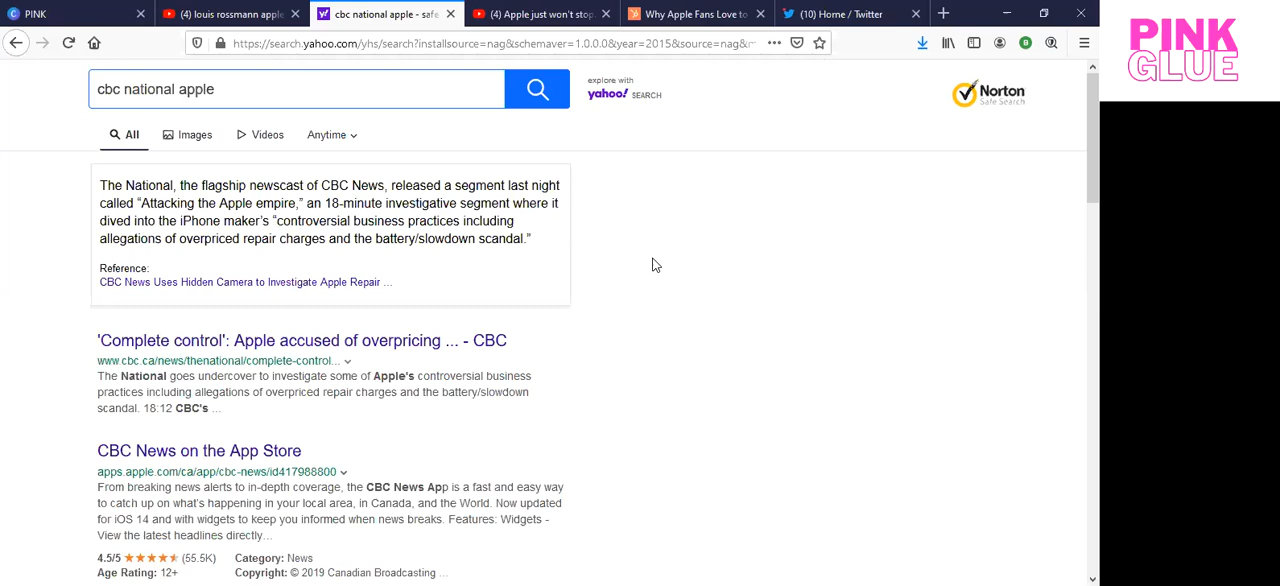 PINK
(4) louis rossmann apple
cbc national apple - safe
(4) Apple just won't stop.
Why Apple Fans Love to
(10) Home / Twitter
PINK
GLUE
https://search.yahoo.com/yhs/search?installsource=nag&schemaver=1.0.0.0&year=2015&source=nag&m
cbc national apple
explore with
yahoo! SEARCH
Norton
Safe Search
All
Images
Videos
Anytime
The National, the flagship newscast of CBC News, released a segment last night
called “Attacking the Apple empire,” an 18-minute investigative segment where it
dived into the iPhone maker’s “controversial business practices including
allegations of overpriced repair charges and the battery/slowdown scandal.”
Reference:
CBC News Uses Hidden Camera to Investigate Apple Repair ...
'Complete control': Apple accused of overpricing ... - CBC
www.cbc.ca/news/thenational/complete-control...
The National goes undercover to investigate some of Apple's controversial business
practices including allegations of overpriced repair charges and the battery/slowdown
scandal. 18:12 CBC's ...
CBC News on the App Store
apps.apple.com/ca/app/cbc-news/id417988800
From breaking news alerts to in-depth coverage, the CBC News App is a fast and easy way
to catch up on what's happening in your local area, in Canada, and the World. Now updated
for iOS 14 and with widgets to keep you informed when news breaks. Features: Widgets -
View the latest headlines directly...
4.5/5 (55.5K) Category: News
Age Rating: 12+ Copyright: © 2019 Canadian Broadcasting ...